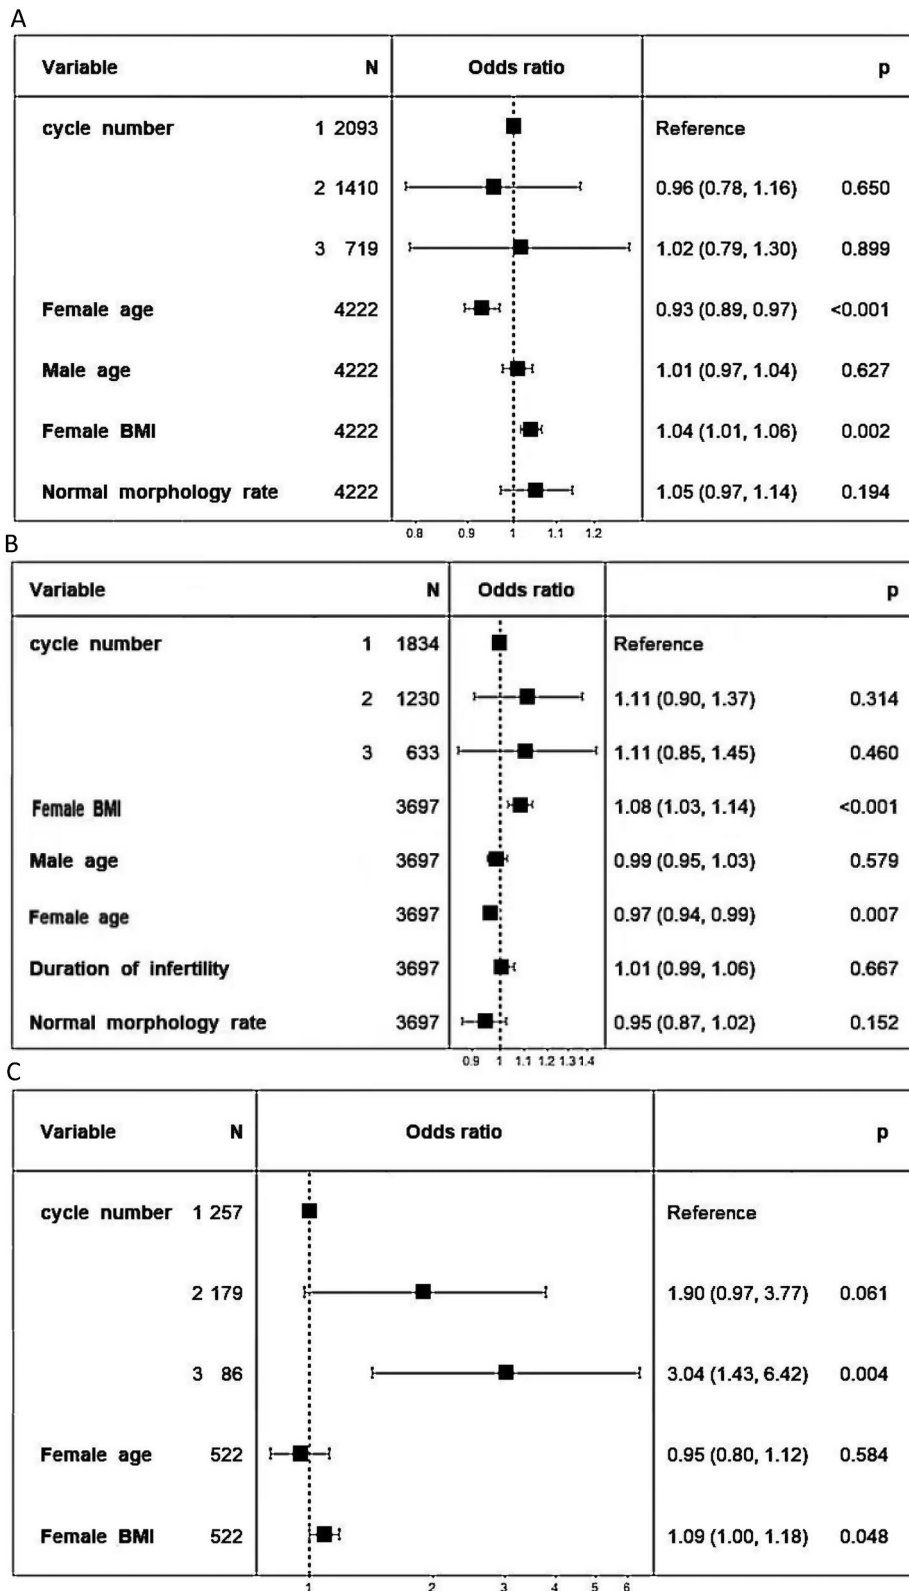 A
Variable N Odds ratio p
cycle number 1 2093 Reference
2 1410 0.96 (0.78, 1.16) 0.650
3 719 1.02 (0.79, 1.30) 0.899
Female age 4222 0.93 (0.89, 0.97) <0.001
Male age 4222 1.01 (0.97, 1.04) 0.627
Female BMI 4222 1.04 (1.01, 1.06) 0.002
Normal morphology rate 4222 1.05 (0.97, 1.14) 0.194
0.8 0.9 1 1.1 1.2
B
Variable N Odds ratio p
cycle number 1 1834 Reference
2 1230 1.11 (0.90, 1.37) 0.314
3 633 1.11 (0.85, 1.45) 0.460
Female BMI 3697 1.08 (1.03, 1.14) <0.001
Male age 3697 0.99 (0.95, 1.03) 0.579
Female age 3697 0.97 (0.94, 0.99) 0.007
Duration of infertility 3697 1.01 (0.99, 1.06) 0.667
Normal morphology rate 3697 0.95 (0.87, 1.02) 0.152
0.9 1 1.1 1.2 1.3 1.4
C
Variable N Odds ratio p
cycle number 1 257 Reference
2 179 1.90 (0.97, 3.77) 0.061
3 86 3.04 (1.43, 6.42) 0.004
Female age 522 0.95 (0.80, 1.12) 0.584
Female BMI 522 1.09 (1.00, 1.18) 0.048
1 2 3 4 5 6